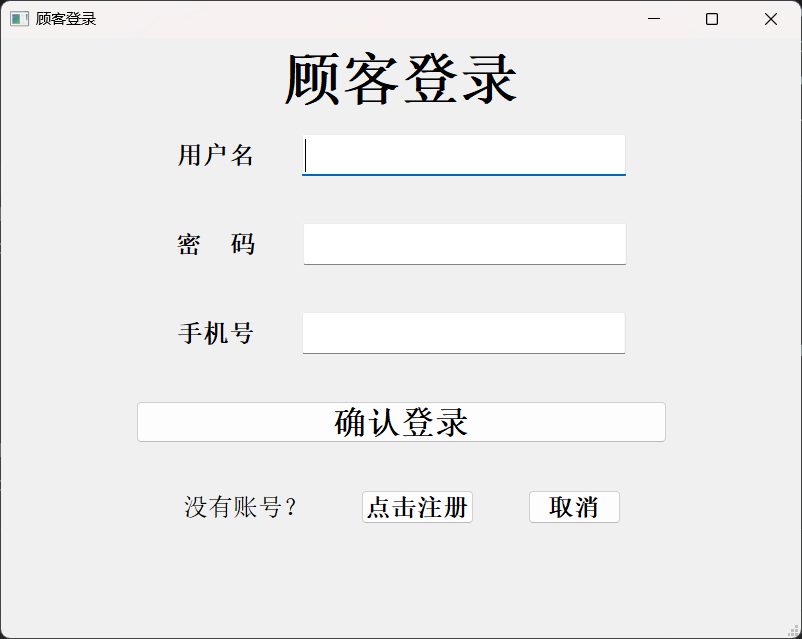 顾客登录
顾客登录
用户名
密 码
手机号
确认登录
没有账号? 点击注册 取消